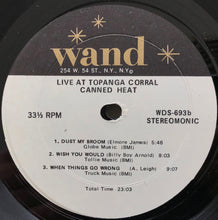 wand
254 W. 54 ST., N.Y., N.Y.
LIVE AT TOPANGA CORRAL
CANNED HEAT
33⅓ RPM
WDS-693b
STEREOMONIC
1. DUST MY BROOM (Elmore James) 5:46
Globe Music (BMI)
2. WISH YOU WOULD (Billy Boy Arnold) 8:03
Tollie Music (BMI)
3. WHEN THINGS GO WRONG (A. Leigh) 9:07
Truck Music (BMI)
Total Time: 23:03